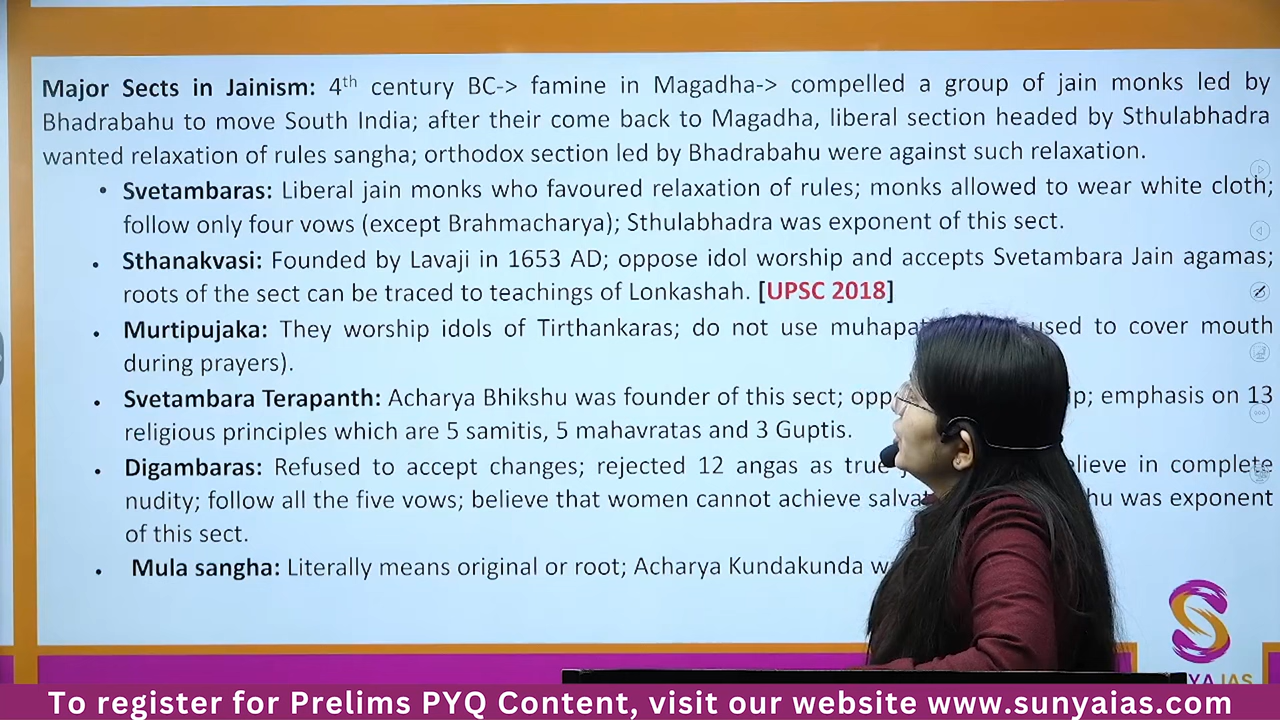 Major Sects in Jainism: 4th century BC-> famine in Magadha-> compelled a group of jain monks led by
Bhadrabahu to move South India; after their come back to Magadha, liberal section headed by Sthulabhadra
wanted relaxation of rules sangha; orthodox section led by Bhadrabahu were against such relaxation.
• Svetambaras: Liberal jain monks who favoured relaxation of rules; monks allowed to wear white cloth;
follow only four vows (except Brahmacharya); Sthulabhadra was exponent of this sect.
• Sthanakvasi: Founded by Lavaji in 1653 AD; oppose idol worship and accepts Svetambara Jain agamas;
roots of the sect can be traced to teachings of Lonkashah. [UPSC 2018]
• Murtipujaka: They worship idols of Tirthankaras; do not use used to cover mouth
during prayers).
• Svetambara Terapanth: Acharya Bhikshu was founder of this sect; emphasis on 13
religious principles which are 5 samitis, 5 mahavratas and 3 Guptis.
• Digambaras: Refused to accept changes; rejected 12 angas as true in complete
nudity; follow all the five vows; believe that women cannot achieve was exponent
of this sect.
• Mula sangha: Literally means original or root; Acharya Kundakunda
S
IAS
To register for Prelims PYQ Content, visit our website www.sunyaias.com